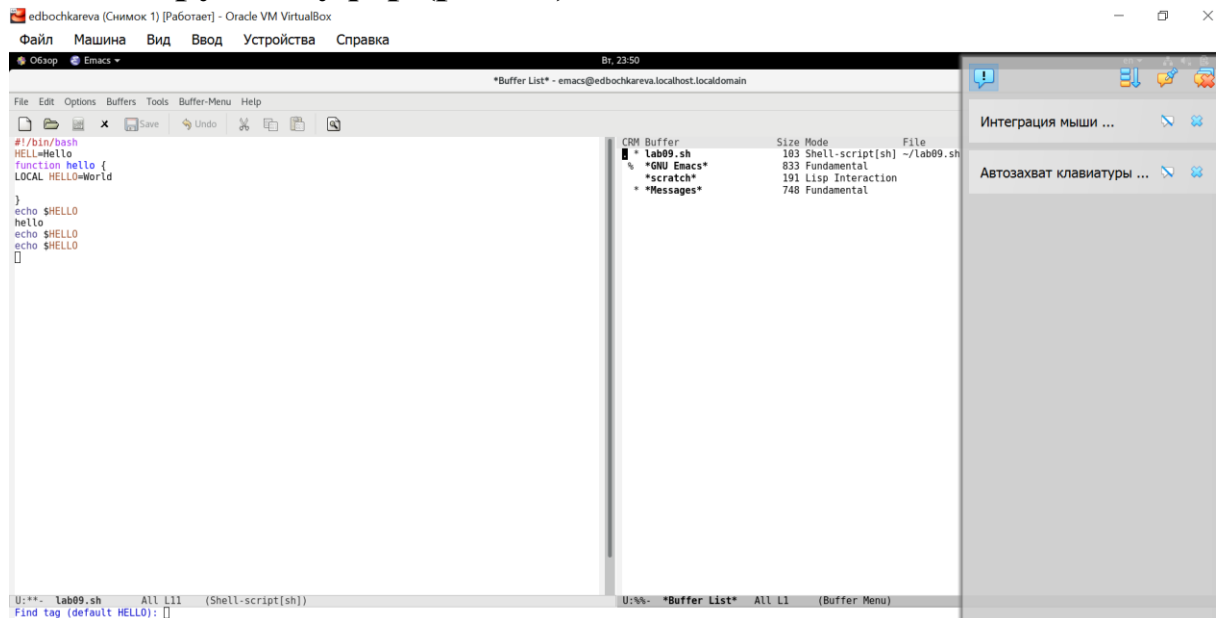 edbochkareva (Снимок 1) [Работает] - Oracle VM VirtualBox
Файл Машина Вид Ввод Устройства Справка
Обзор Emacs Вт, 23:50
*Buffer List* - emacs@edbochkareva.localhost.localdomain
File Edit Options Buffers Tools Buffer-Menu Help
Save Undo
#!/bin/bash
HELL=Hello
function hello {
LOCAL HELLO=World
}
echo $HELLO
hello
echo $HELLO
echo $HELLO
CRM Buffer Size Mode File
. * lab09.sh 103 Shell-script[sh] ~/lab09.sh
% *GNU Emacs* 833 Fundamental
*scratch* 191 Lisp Interaction
* *Messages* 748 Fundamental
Интеграция мыши ...
Автозахват клавиатуры ...
U:**- lab09.sh All L11 (Shell-script[sh])
U:%%- *Buffer List* All L1 (Buffer Menu)
Find tag (default HELLO):